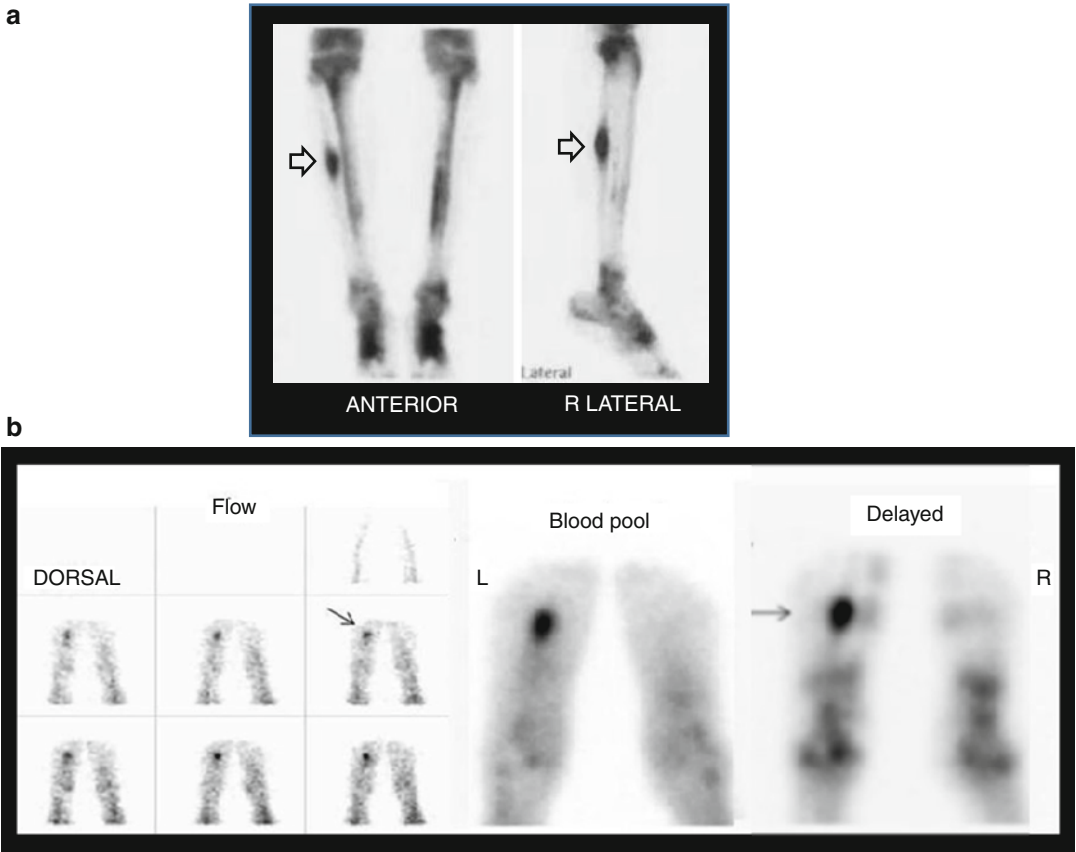 a
Lateral
ANTERIOR
R LATERAL
b
Flow
DORSAL
Blood pool
L
Delayed
R